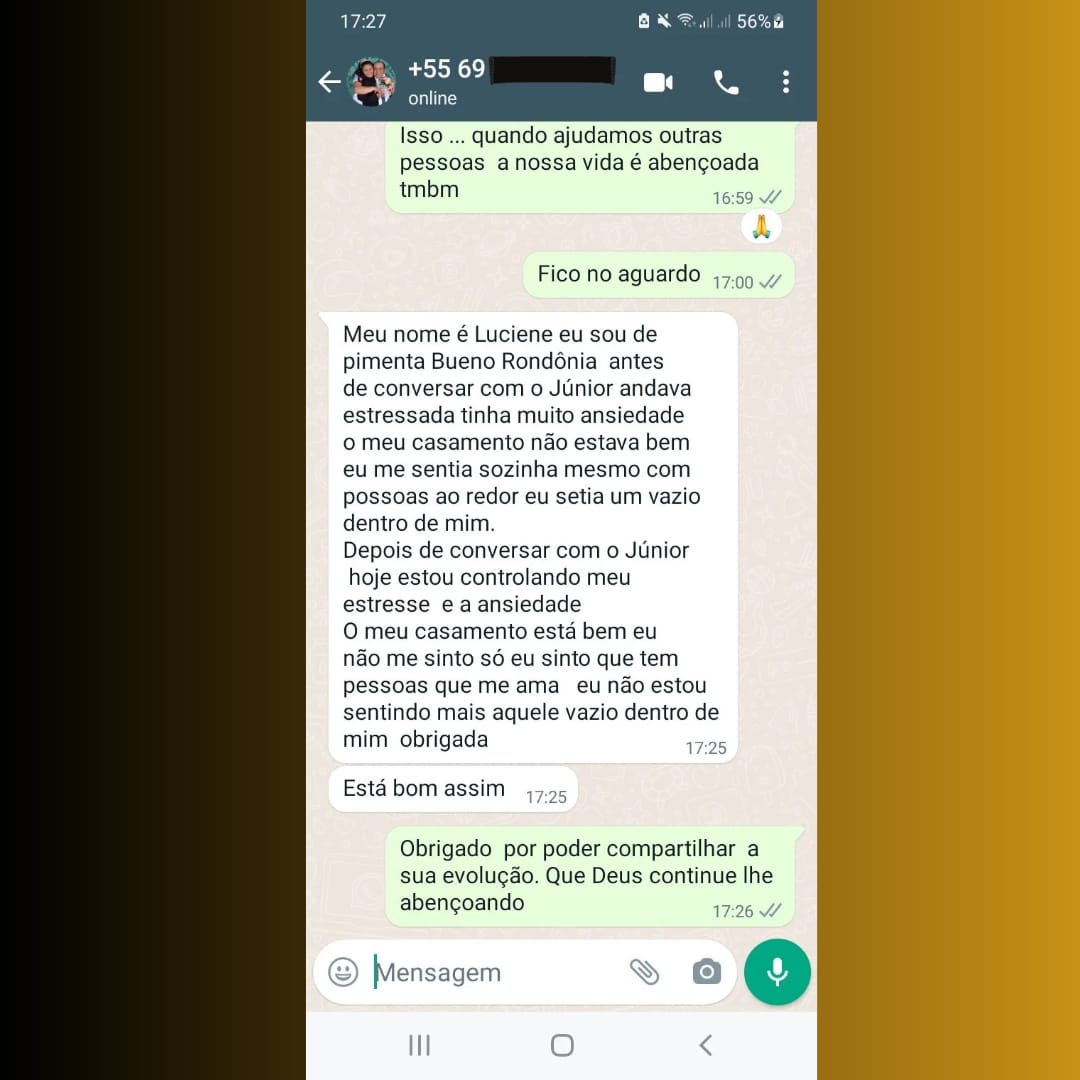 17:27
56%
+55 69
online
Isso ... quando ajudamos outras
pessoas a nossa vida é abençoada
tmbm
16:59
Fico no aguardo
17:00
Meu nome é Luciene eu sou de
pimenta Bueno Rondônia antes
de conversar com o Júnior andava
estressada tinha muito ansiedade
o meu casamento não estava bem
eu me sentia sozinha mesmo com
possoas ao redor eu setia um vazio
dentro de mim.
Depois de conversar com o Júnior
hoje estou controlando meu
estresse e a ansiedade
O meu casamento está bem eu
não me sinto só eu sinto que tem
pessoas que me ama eu não estou
sentindo mais aquele vazio dentro de
mim obrigada
17:25
Está bom assim
17:25
Obrigado por poder compartilhar a
sua evolução. Que Deus continue lhe
abençoando
17:26
Mensagem